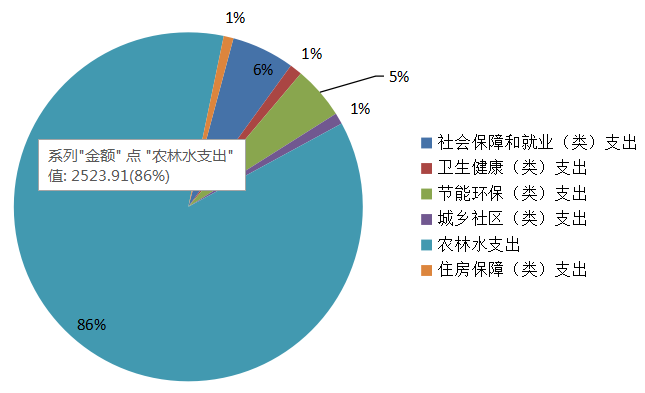 1%
6%
1%
5%
1%
系列"金额" 点 "农林水支出"
值: 2523.91(86%)
86%
社会保障和就业（类）支出
卫生健康（类）支出
节能环保（类）支出
城乡社区（类）支出
农林水支出
住房保障（类）支出